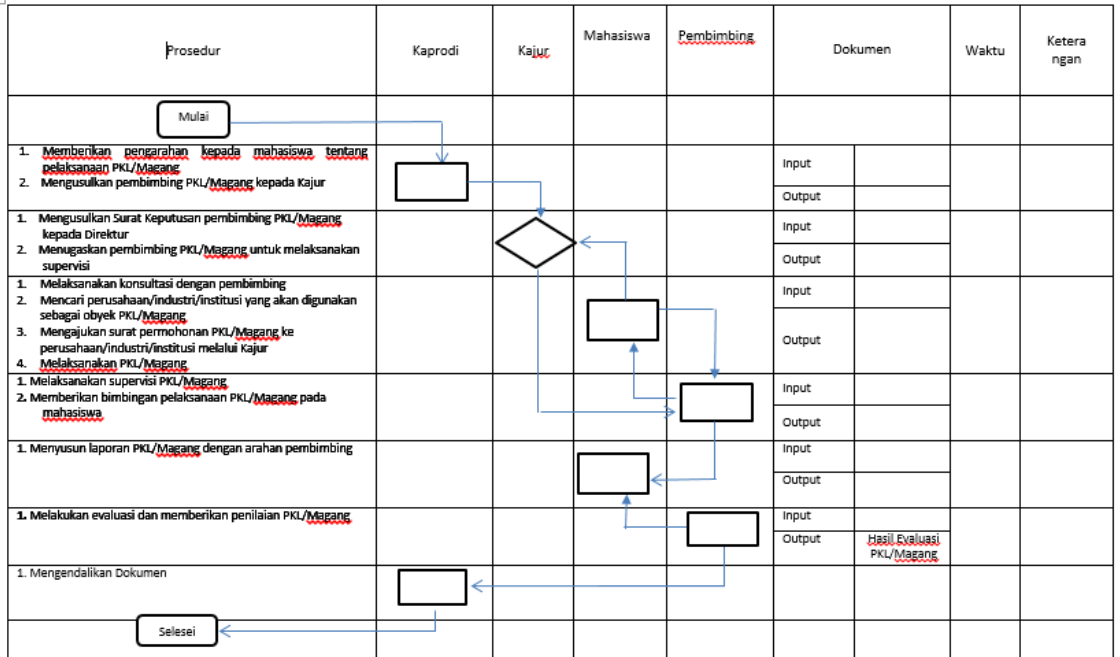 Prosedur
Kaprodi
Kajur
Mahasiswa
Pembimbing
Dokumen
Waktu
Ketera
ngan
Mulai
1. Memberikan pengarahan kepada mahasiswa tentang
pelaksanaan PKL/Magang
2. Mengusulkan pembimbing PKL/Magang kepada Kajur
Input
Output
1. Mengusulkan Surat Keputusan pembimbing PKL/Magang
kepada Direktur
2. Menugaskan pembimbing PKL/Magang untuk melaksanakan
supervisi
Input
Output
1. Melaksanakan konsultasi dengan pembimbing
2. Mencari perusahaan/industri/institusi yang akan digunakan
sebagai obyek PKL/Magang
3. Mengajukan surat permohonan PKL/Magang ke
perusahaan/industri/institusi melalui Kajur
4. Melaksanakan PKL/Magang
Input
Output
1. Melaksanakan supervisi PKL/Magang
2. Memberikan bimbingan pelaksanaan PKL/Magang pada
mahasiswa
Input
Output
1. Menyusun laporan PKL/Magang dengan arahan pembimbing
Input
Output
1. Melakukan evaluasi dan memberikan penilaian PKL/Magang
Input
Output
Hasil Evaluasi
PKL/Magang
1. Mengendalikan Dokumen
Selesei